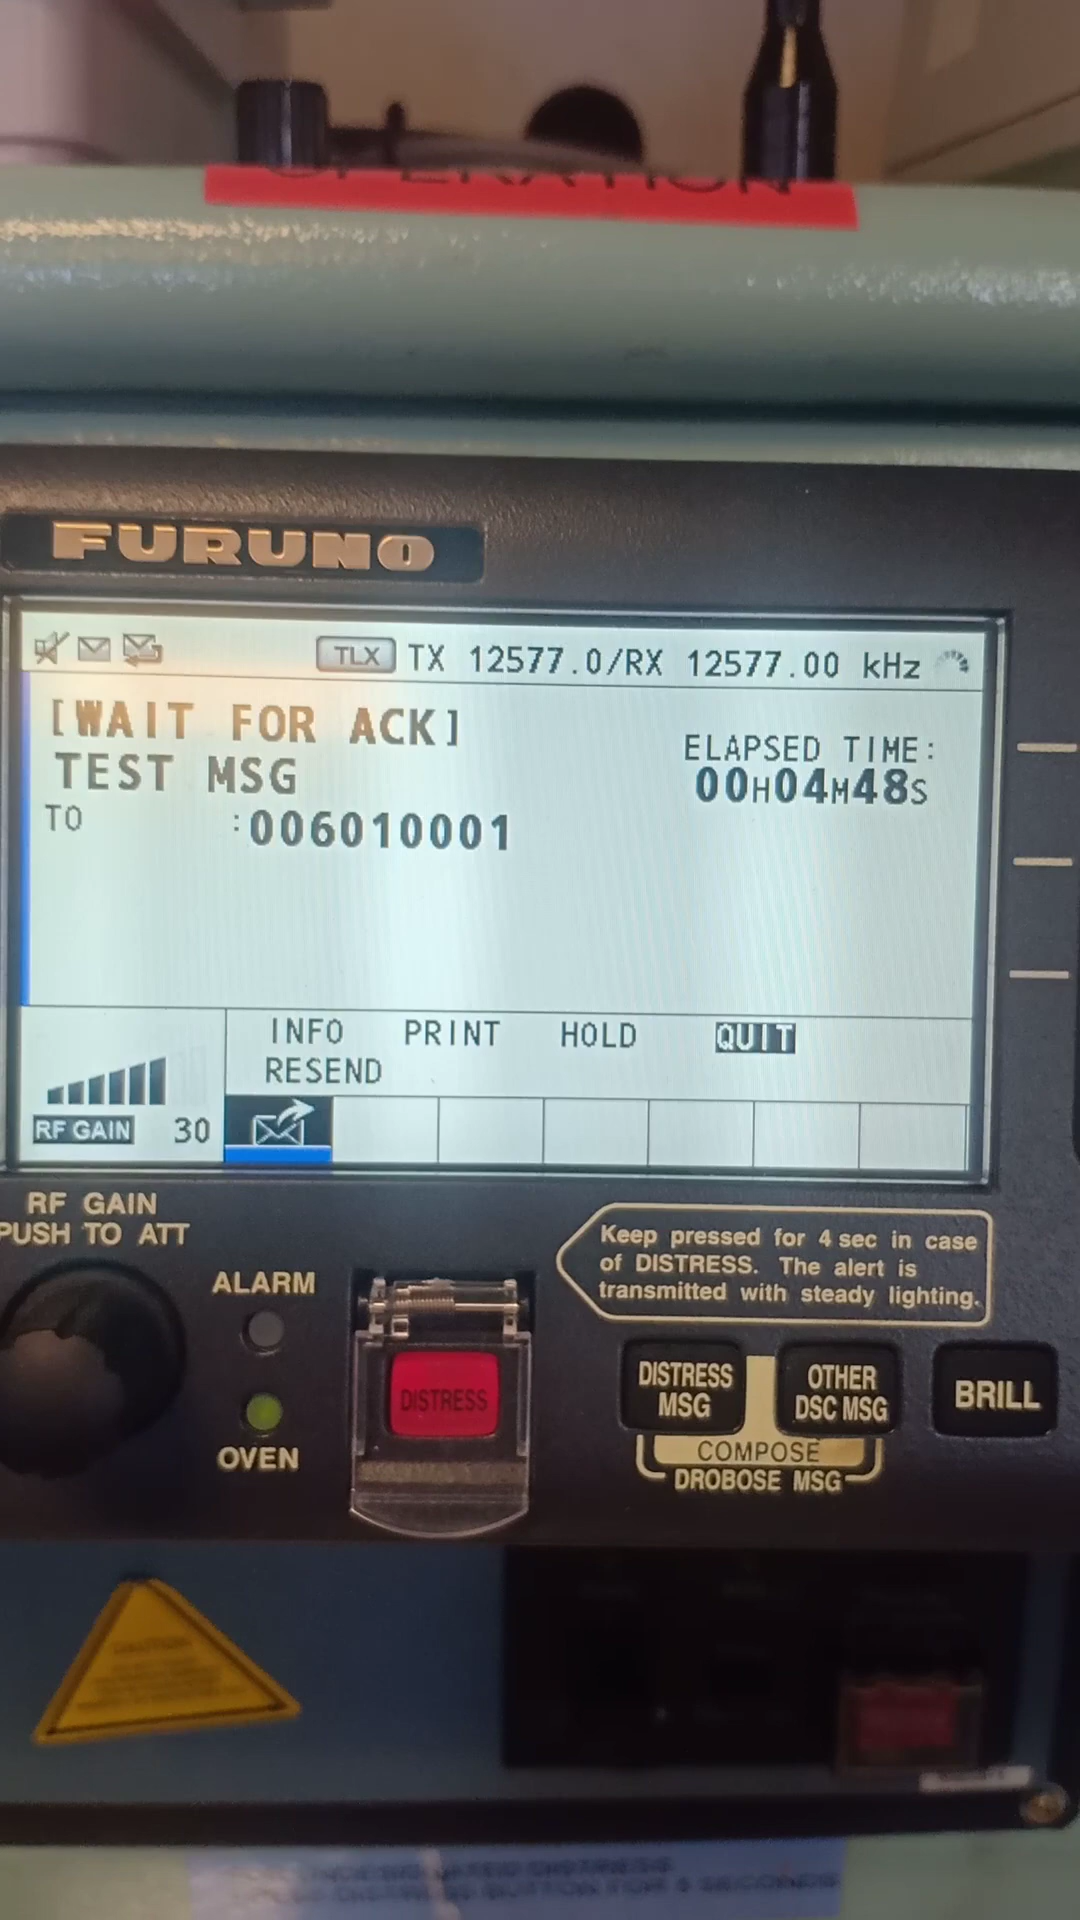 OPERATION
FURUNO
TLX TX 12577.0/RX 12577.00 kHz
[WAIT FOR ACK]
TEST MSG
ELAPSED TIME:
00H04M48S
TO :006010001
INFO PRINT HOLD QUIT
RESEND
RF GAIN 30
RF GAIN
PUSH TO ATT
ALARM
OVEN
DISTRESS
Keep pressed for 4 sec in case
of DISTRESS. The alert is
transmitted with steady lighting.
DISTRESS
MSG
OTHER
DSC MSG
BRILL
COMPOSE
DROBOSE MSG